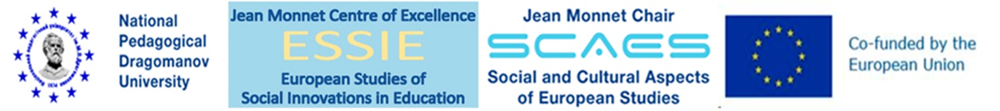 National
Pedagogical
Dragomanov
University
Jean Monnet Centre of Excellence
ESSIE
European Studies of
Social Innovations in Education
Jean Monnet Chair
SCAES
Social and Cultural Aspects
of European Studies
Co-funded by the
European Union